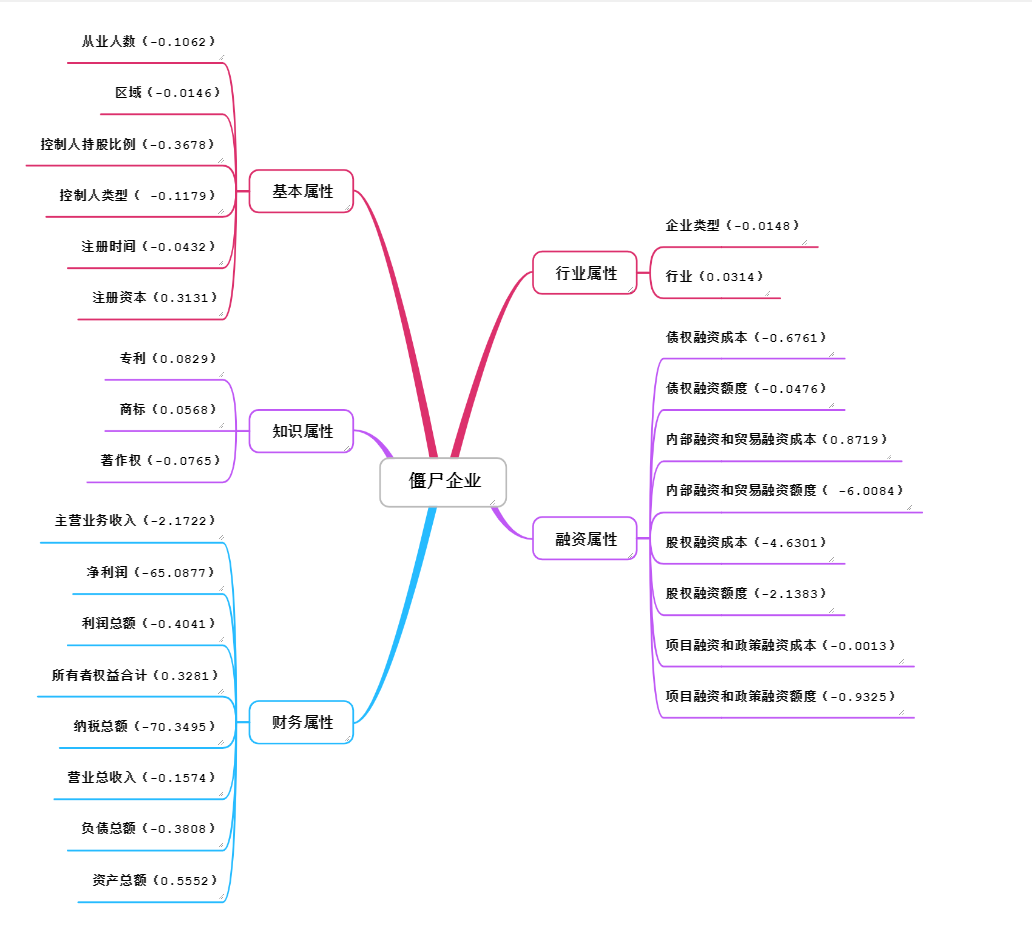 僵尸企业
基本属性
从业人数（-0.1062）
区域（-0.0146）
控制人持股比例（-0.3678）
控制人类型（ -0.1179）
注册时间（-0.0432）
注册资本（0.3131）
知识属性
专利（0.0829）
商标（0.0568）
著作权（-0.0765）
财务属性
主营业务收入（-2.1722）
净利润（-65.0877）
利润总额（-0.4041）
所有者权益合计（0.3281）
纳税总额（-70.3495）
营业总收入（-0.1574）
负债总额（-0.3808）
资产总额（0.5552）
行业属性
企业类型（-0.0148）
行业（0.0314）
融资属性
债权融资成本（-0.6761）
债权融资额度（-0.0476）
内部融资和贸易融资成本（0.8719）
内部融资和贸易融资额度（ -6.0084）
股权融资成本（-4.6301）
股权融资额度（-2.1383）
项目融资和政策融资成本（-0.0013）
项目融资和政策融资额度（-0.9325）